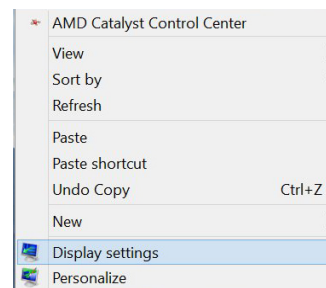 AMD Catalyst Control Center
View
Sort by
Refresh
Paste
Paste shortcut
Undo Copy Ctrl+Z
New
Display settings
Personalize